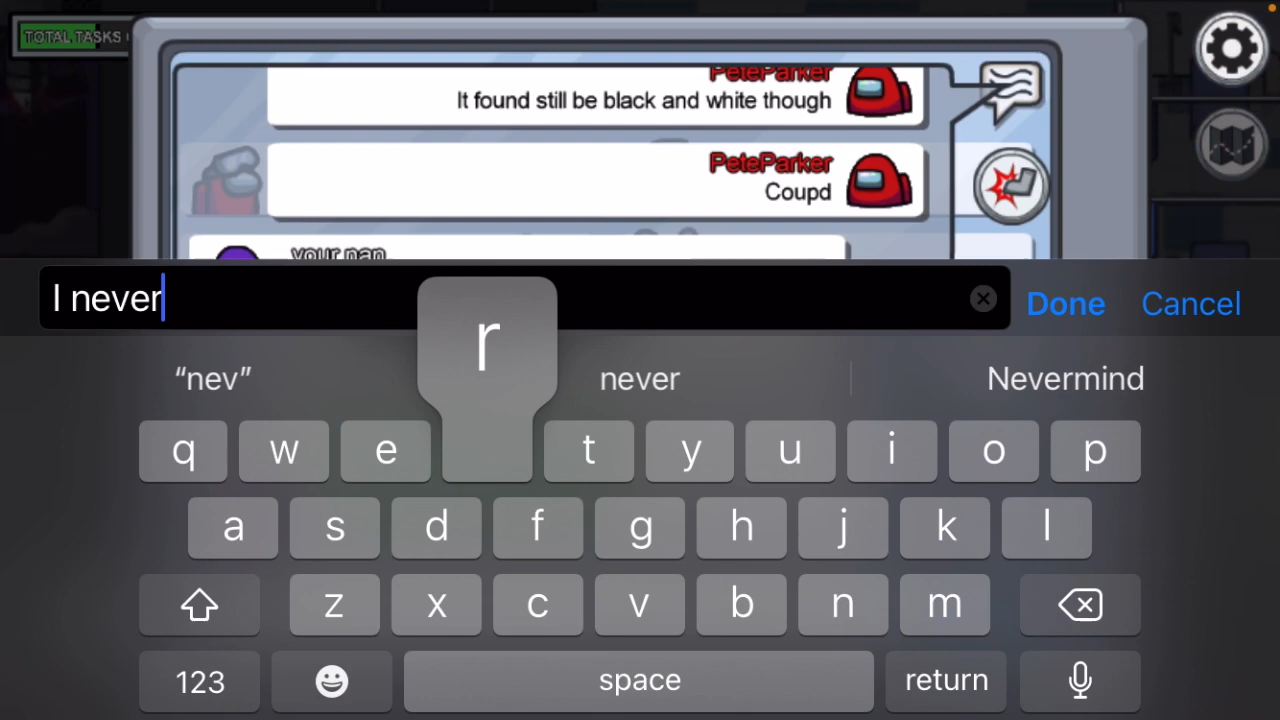 TOTAL TASKS
PeteParker
It found still be black and white though
PeteParker
Coupd
your nan
I never
Done
Cancel
r
“nev”
never
Nevermind
q w e t y u i o p
a s d f g h j k l
z x c v b n m
123
space
return